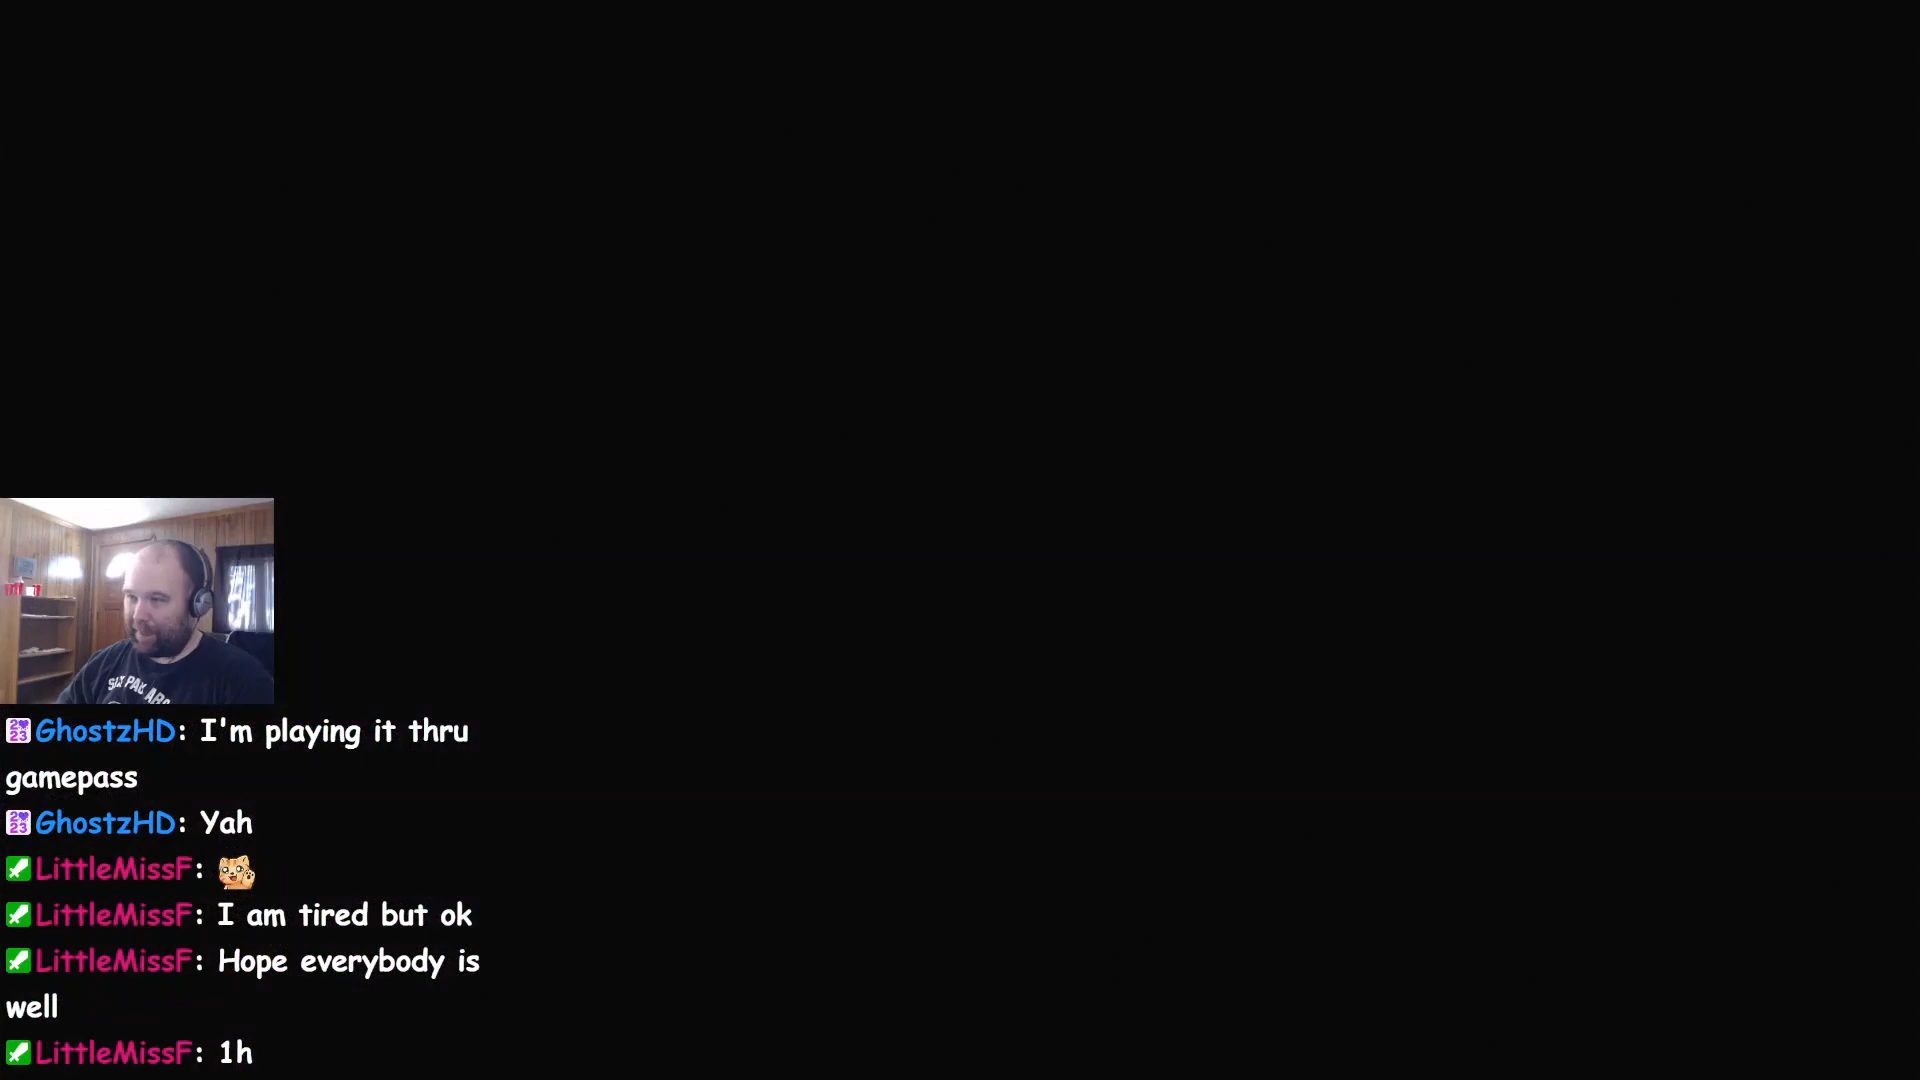 GhostzHD: I'm playing it thru
gamepass
GhostzHD: Yah
LittleMissF:
LittleMissF: I am tired but ok
LittleMissF: Hope everybody is
well
LittleMissF: 1h